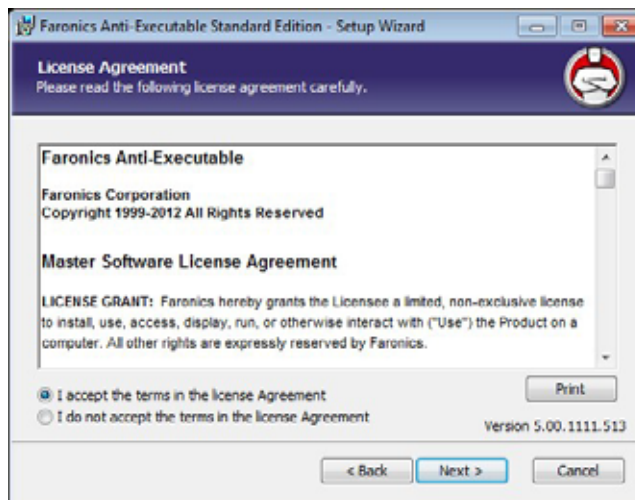 Faronics Anti-Executable Standard Edition - Setup Wizard
License Agreement
Please read the following license agreement carefully.
Faronics Anti-Executable
Faronics Corporation
Copyright 1999-2012 All Rights Reserved
Master Software License Agreement
LICENSE GRANT: Faronics hereby grants the Licensee a limited, non-exclusive license
to install, use, access, display, run, or otherwise interact with ("Use") the Product on a
computer. All other rights are expressly reserved by Faronics.
I accept the terms in the license Agreement
I do not accept the terms in the license Agreement
Print
Version 5.00.1111.513
< Back
Next >
Cancel